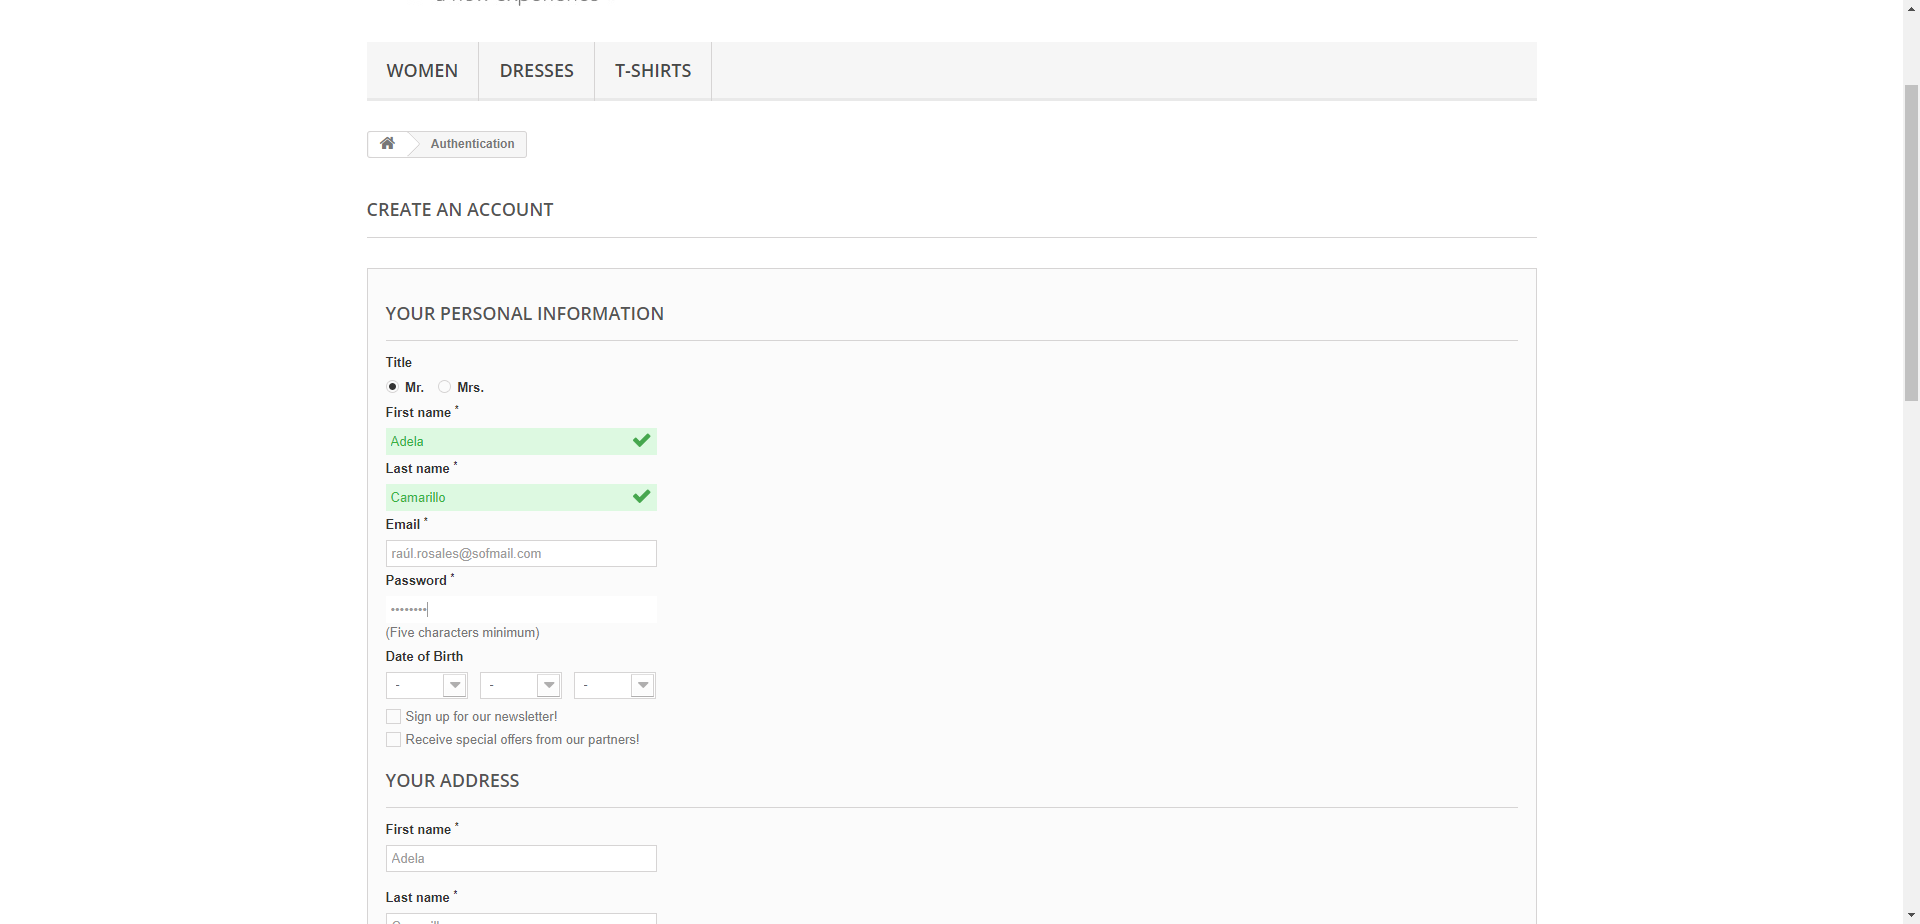 a new experience
WOMEN DRESSES T-SHIRTS
Authentication
CREATE AN ACCOUNT
YOUR PERSONAL INFORMATION
Title
Mr. Mrs.
First name *
Adela
Last name *
Camarillo
Email *
raúl.rosales@sofmail.com
Password *
••••••••
(Five characters minimum)
Date of Birth
- - -
Sign up for our newsletter!
Receive special offers from our partners!
YOUR ADDRESS
First name *
Adela
Last name *